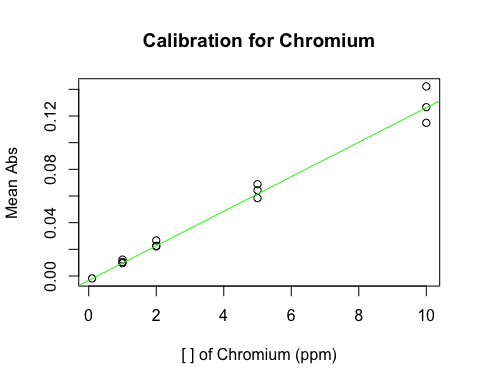 Calibration for Chromium
Mean Abs
0.12
0.08
0.04
0.00
0 2 4 6 8 10
[ ] of Chromium (ppm)